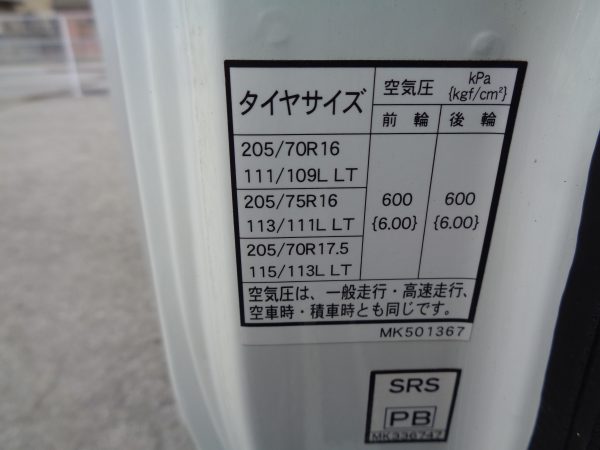 タイヤサイズ
空気圧 kPa {kgf/cm²}
前輪 後輪
205/70R16
111/109L LT
205/75R16
113/111L LT
205/70R17.5
115/113L LT
600 600
{6.00} {6.00}
空気圧は、一般走行・高速走行、
空車時・積車時とも同じです。
MK501367
SRS
PB
MK336747